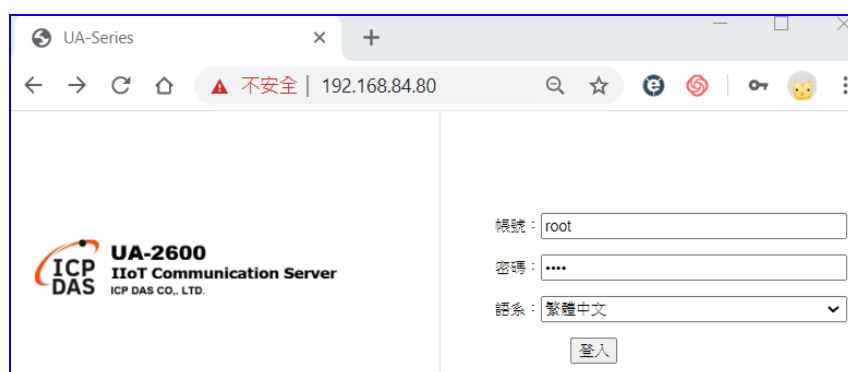 UA-Series
不安全 | 192.168.84.80
ICP DAS
UA-2600
IIoT Communication Server
ICP DAS CO,. LTD.
帳號：root
密碼：••••
語系：繁體中文
登入